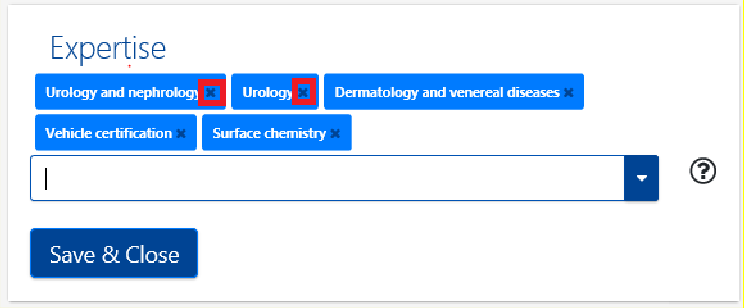 Expertise
Urology and nephrology × Urology × Dermatology and venereal diseases ×
Vehicle certification × Surface chemistry ×
?
Save & Close